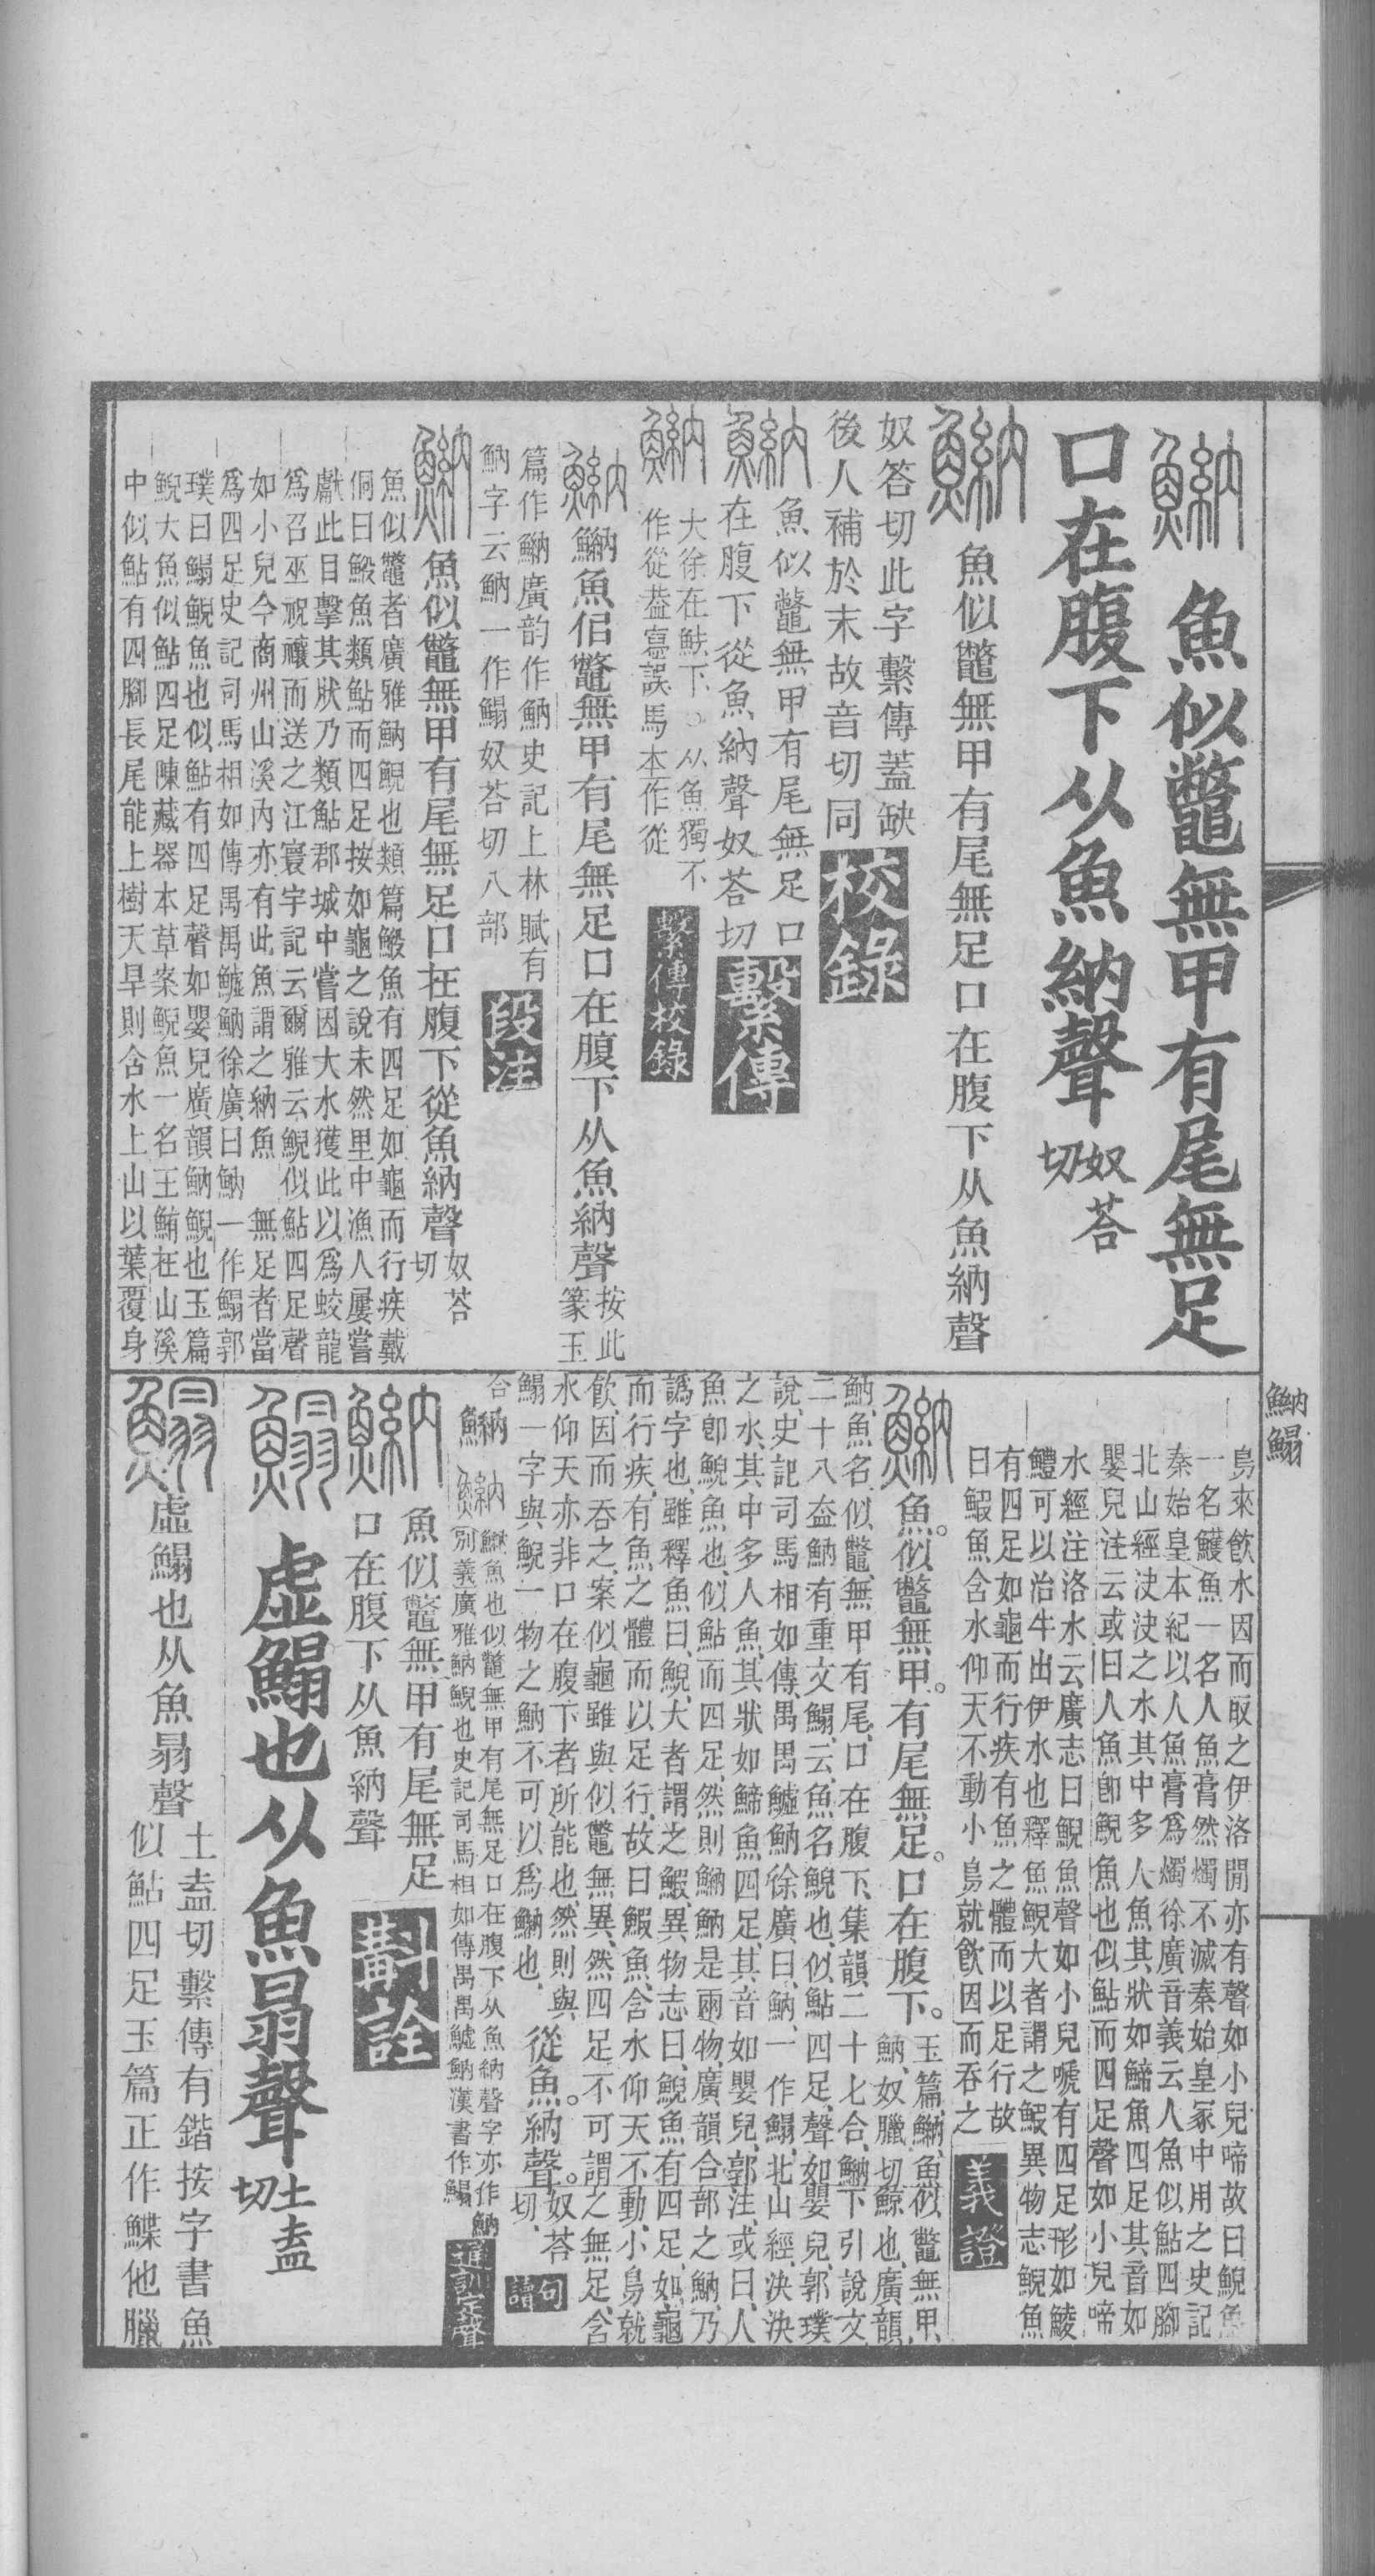 魚似鼈無甲有尾無足
口在腹下从魚納聲奴荅切
魚似鼈無甲有尾無足口在腹下从魚納聲
奴答切此字繫傳蓋缺
後人補於末故音切同校錄
魚似鼈無甲有尾無足口
在腹下從魚納聲奴荅切繫傳
大徐在魼下○从魚獨不
作從葢寫誤馬本作從繫傳校錄
魶魚佀鼈無甲有尾無足口在腹下从魚納聲按此篆玉
篇作魶廣韵作魶史記上林賦有
魶字云魶一作鰨奴荅切八部段注
魚似鼈無甲有尾無足口在腹下從魚納聲奴荅切
魚似鼈者廣雅魶鯢也類篇䱱魚有四足如龜而行疾戴
侗曰䱱魚類鮎而四足按如龜之說未然里中漁人屢嘗
獻此目擊其狀乃類鮎郡城中嘗因大水獲此以爲蛟龍
爲召巫祝禳而送之江寰宇記云爾雅云鯢似鮎四足聲
如小兒今商州山溪內亦有此魚謂之納魚 無足者當
爲四足史記司馬相如傳禺禺鱋魶徐廣曰魶一作鰨郭
璞曰鰨鯢魚也似鮎有四足聲如嬰兒廣韻魶鯢也玉篇
鯢大魚似鮎四足陳藏器本草案鯢魚一名王鮪在山溪
中似鮎有四腳長尾能上樹天旱則含水上山以葉覆身
魶鰨
鳥來飲水因而取之伊洛閒亦有聲如小兒啼故曰鯢魚
一名鱯魚一名人魚膏然燭不滅秦始皇冢中用之史記
秦始皇本紀以人魚膏爲燭徐廣音義云人魚似鮎四腳
北山經決決之水其中多人魚其狀如䱱魚四足其音如
嬰兒注云或曰人魚卽鯢魚也似鮎而四足聲如小兒啼
水經注洛水云廣志曰鯢魚聲如小兒嗁有四足形如鯪
鱧可以治牛出伊水也釋魚鯢大者謂之鰕異物志鯢魚
有四足如龜而行疾有魚之體而以足行故
曰鰕魚含水仰天不動小鳥就飲因而吞之義證
魚。似鼈無甲。有尾無足。口在腹下。玉篇、魶、魚似鼈無甲、
魶、奴臘切鯨也、廣韻、
魶、魚名、似鼈、無甲有尾、口在腹下、集韻、二十七合、魶下引說文
二十八盍魶有重文鰨、云、魚名鯢也、似鮎四足、聲如嬰兒、郭璞
說、史記司馬相如傳、禺禺鱋魶徐廣曰、魶、一作鰨、北山經、決決
之水、其中多人魚、其狀如䱱魚四足、其音如嬰兒、郭注、或曰、人
魚卽鯢魚也、似鮎而四足、然則魶魶是兩物、廣韻合部之魶、乃
譌字也、雖釋魚曰、鯢、大者謂之鰕、異物志曰、鯢魚有四足、如龜
而行疾、有魚之體、而以足行、故曰鰕魚、含水仰天不動、小鳥就
飲、因而吞之、案似龜雖與似鼈無異、然四足不可謂之無足、含
水仰天亦非口在腹下者所能也、然則與從魚。納聲。奴荅切、
鰨一字與鯢一物之魶不可以爲魶也、句讀
魶 魶魚也似鼈無甲有尾無足口在腹下从魚納聲字亦作魶
合 別義廣雅魶鯢也史記司馬相如傳禺禺鱋魶漢書作鰨通訓定聲
魚似鼈無甲有尾無足
口在腹下从魚納聲斠詮
虛鰨也从魚㬱聲土盍切
虛鰨也从魚㬱聲土盍切繫傳有鍇按字書魚
似鮎四足玉篇正作鰈他臘